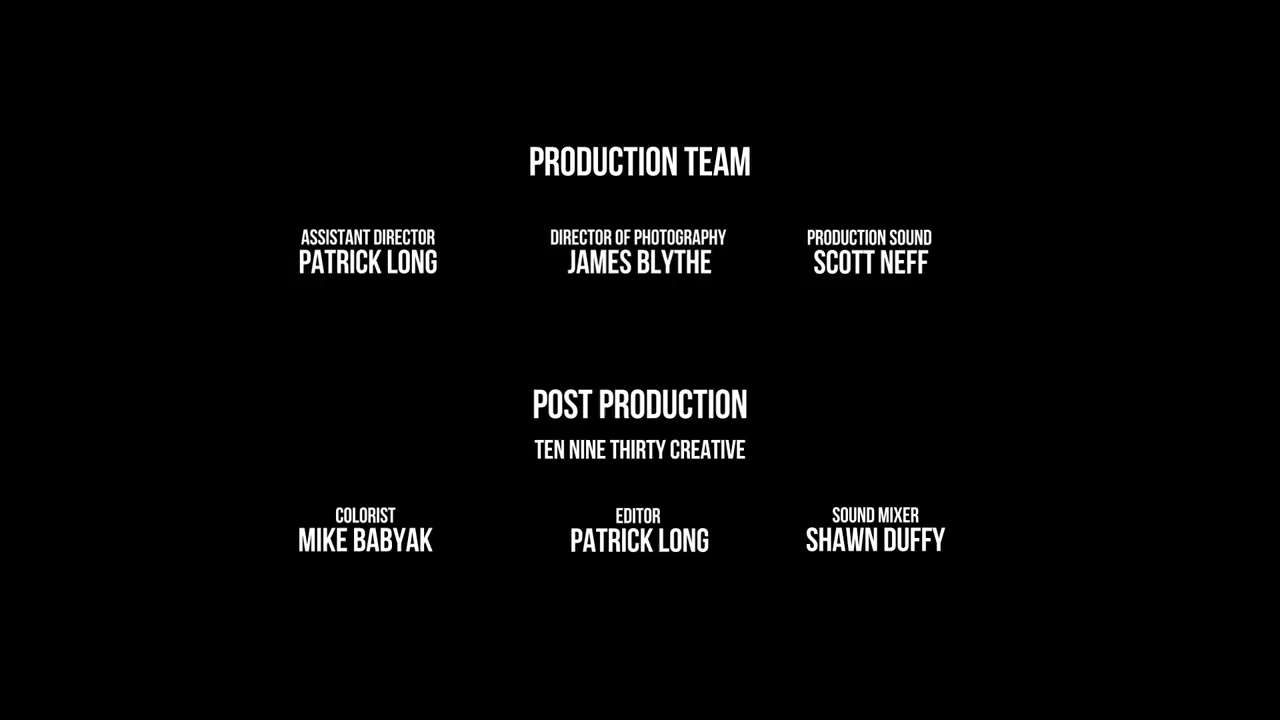 PRODUCTION TEAM
ASSISTANT DIRECTOR
PATRICK LONG
DIRECTOR OF PHOTOGRAPHY
JAMES BLYTHE
PRODUCTION SOUND
SCOTT NEFF
POST PRODUCTION
TEN NINE THIRTY CREATIVE
COLORIST
MIKE BABYAK
EDITOR
PATRICK LONG
SOUND MIXER
SHAWN DUFFY